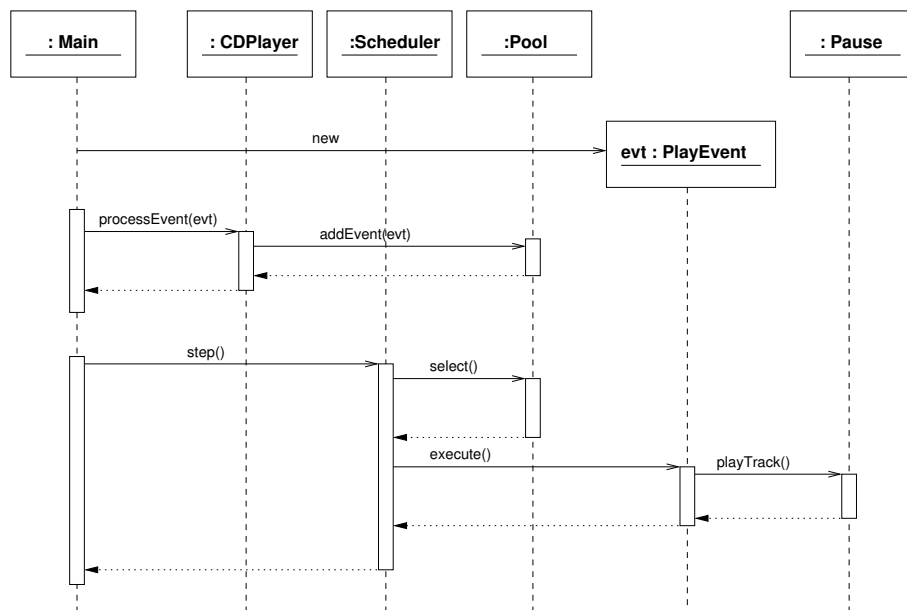 : Main
: CDPlayer
:Scheduler
:Pool
: Pause
new
evt : PlayEvent
processEvent(evt)
addEvent(evt)
step()
select()
execute()
playTrack()